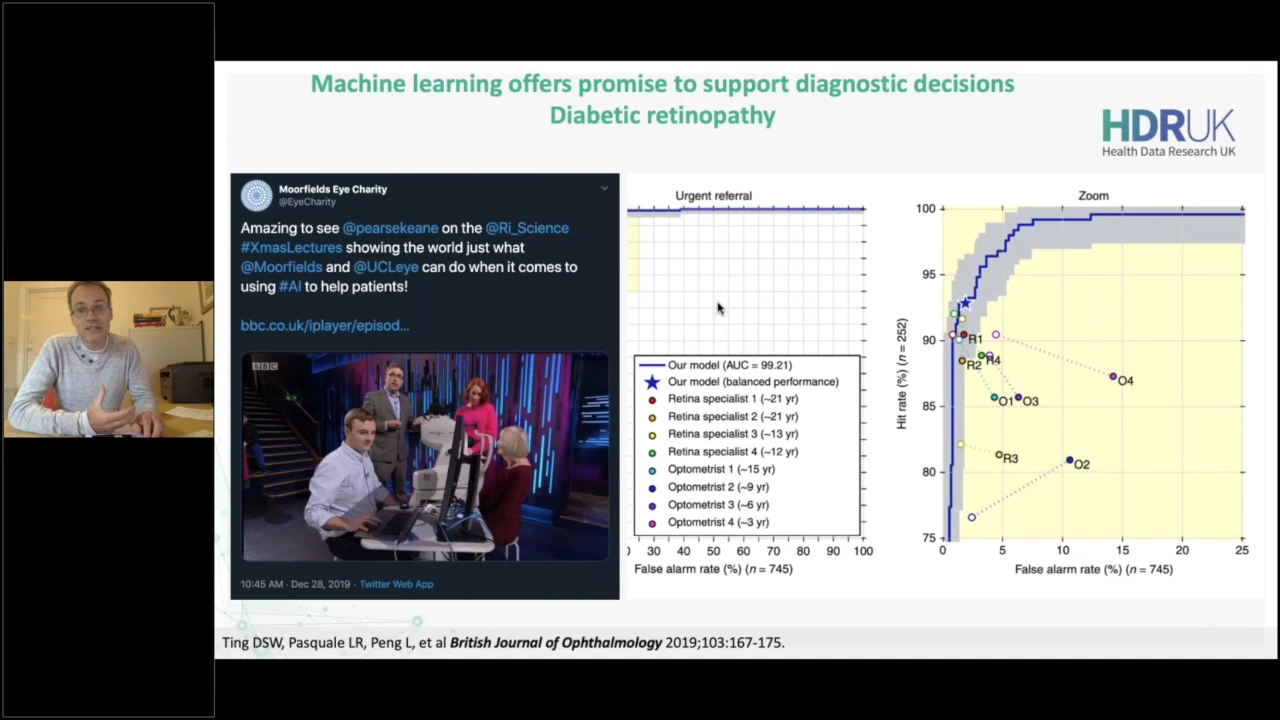 Machine learning offers promise to support diagnostic decisions
Diabetic retinopathy
HDRUK
Health Data Research UK
Moorfields Eye Charity
@EyeCharity
Amazing to see @pearsekeane on the @Ri_Science
#XmasLectures showing the world just what
@Moorfields and @UCLeye can do when it comes to
using #AI to help patients!
bbc.co.uk/iplayer/episod...
BBC
10:45 AM · Dec 28, 2019 · Twitter Web App
Urgent referral
Our model (AUC = 99.21)
Our model (balanced performance)
Retina specialist 1 (~21 yr)
Retina specialist 2 (~21 yr)
Retina specialist 3 (~13 yr)
Retina specialist 4 (~12 yr)
Optometrist 1 (~15 yr)
Optometrist 2 (~9 yr)
Optometrist 3 (~6 yr)
Optometrist 4 (~3 yr)
30 40 50 60 70 80 90 100
False alarm rate (%) (n = 745)
Zoom
Hit rate (%) (n = 252)
100
95
90
85
80
75
R1
R2
R4
O4
O1
O3
R3
O2
0 5 10 15 20 25
False alarm rate (%) (n = 745)
Ting DSW, Pasquale LR, Peng L, et al British Journal of Ophthalmology 2019;103:167-175.